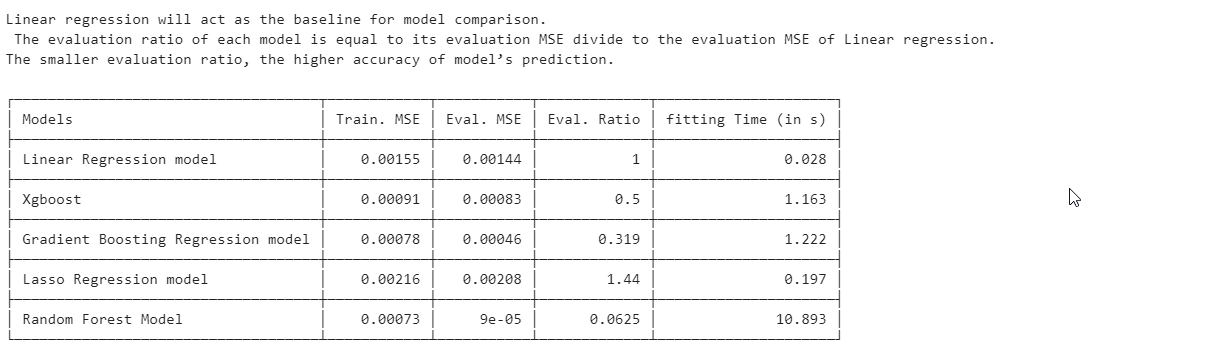 Linear regression will act as the baseline for model comparison.
The evaluation ratio of each model is equal to its evaluation MSE divide to the evaluation MSE of Linear regression.
The smaller evaluation ratio, the higher accuracy of model’s prediction.
Models Train. MSE Eval. MSE Eval. Ratio fitting Time (in s)
Linear Regression model 0.00155 0.00144 1 0.028
Xgboost 0.00091 0.00083 0.5 1.163
Gradient Boosting Regression model 0.00078 0.00046 0.319 1.222
Lasso Regression model 0.00216 0.00208 1.44 0.197
Random Forest Model 0.00073 9e-05 0.0625 10.893